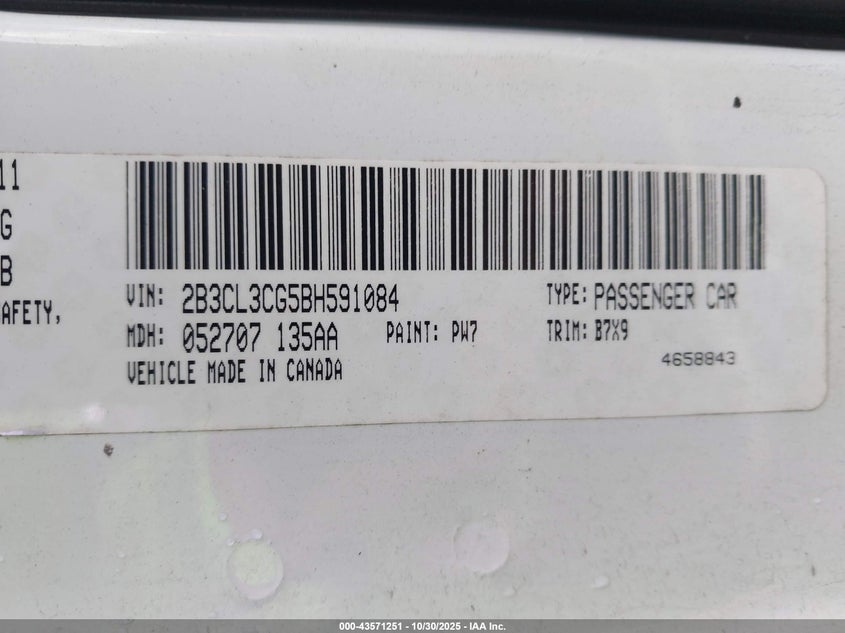 11
G
B
AFETY,
VIN: 2B3CL3CG5BH591084 TYPE: PASSENGER CAR
MDH: 052707 135AA PAINT: PW7 TRIM: B7X9
VEHICLE MADE IN CANADA 4658843
000-43571251 - 10/30/2025 - IAA Inc.